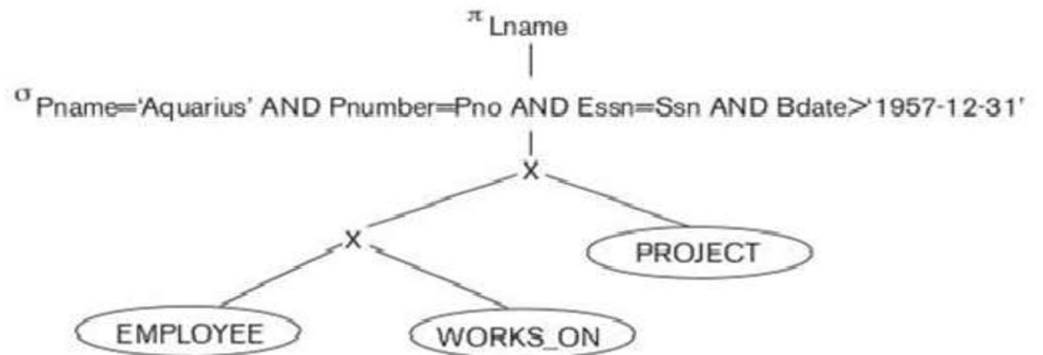 π Lname
σ Pname='Aquarius' AND Pnumber=Pno AND Essn=Ssn AND Bdate>'1957-12-31'
X
X
PROJECT
EMPLOYEE WORKS_ON